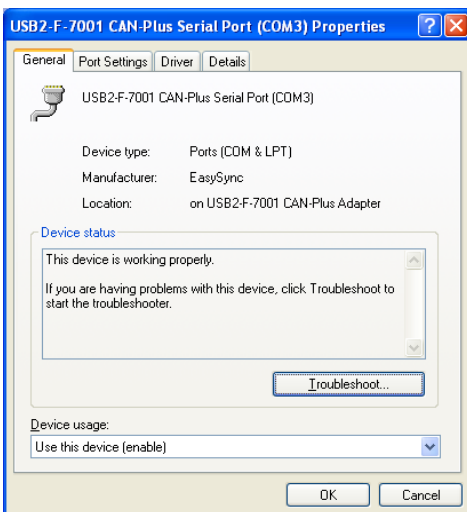 USB2-F-7001 CAN-Plus Serial Port (COM3) Properties
General Port Settings Driver Details
USB2-F-7001 CAN-Plus Serial Port (COM3)
Device type: Ports (COM & LPT)
Manufacturer: EasySync
Location: on USB2-F-7001 CAN-Plus Adapter
Device status
This device is working properly.
If you are having problems with this device, click Troubleshoot to
start the troubleshooter.
Troubleshoot...
Device usage:
Use this device (enable)
OK Cancel